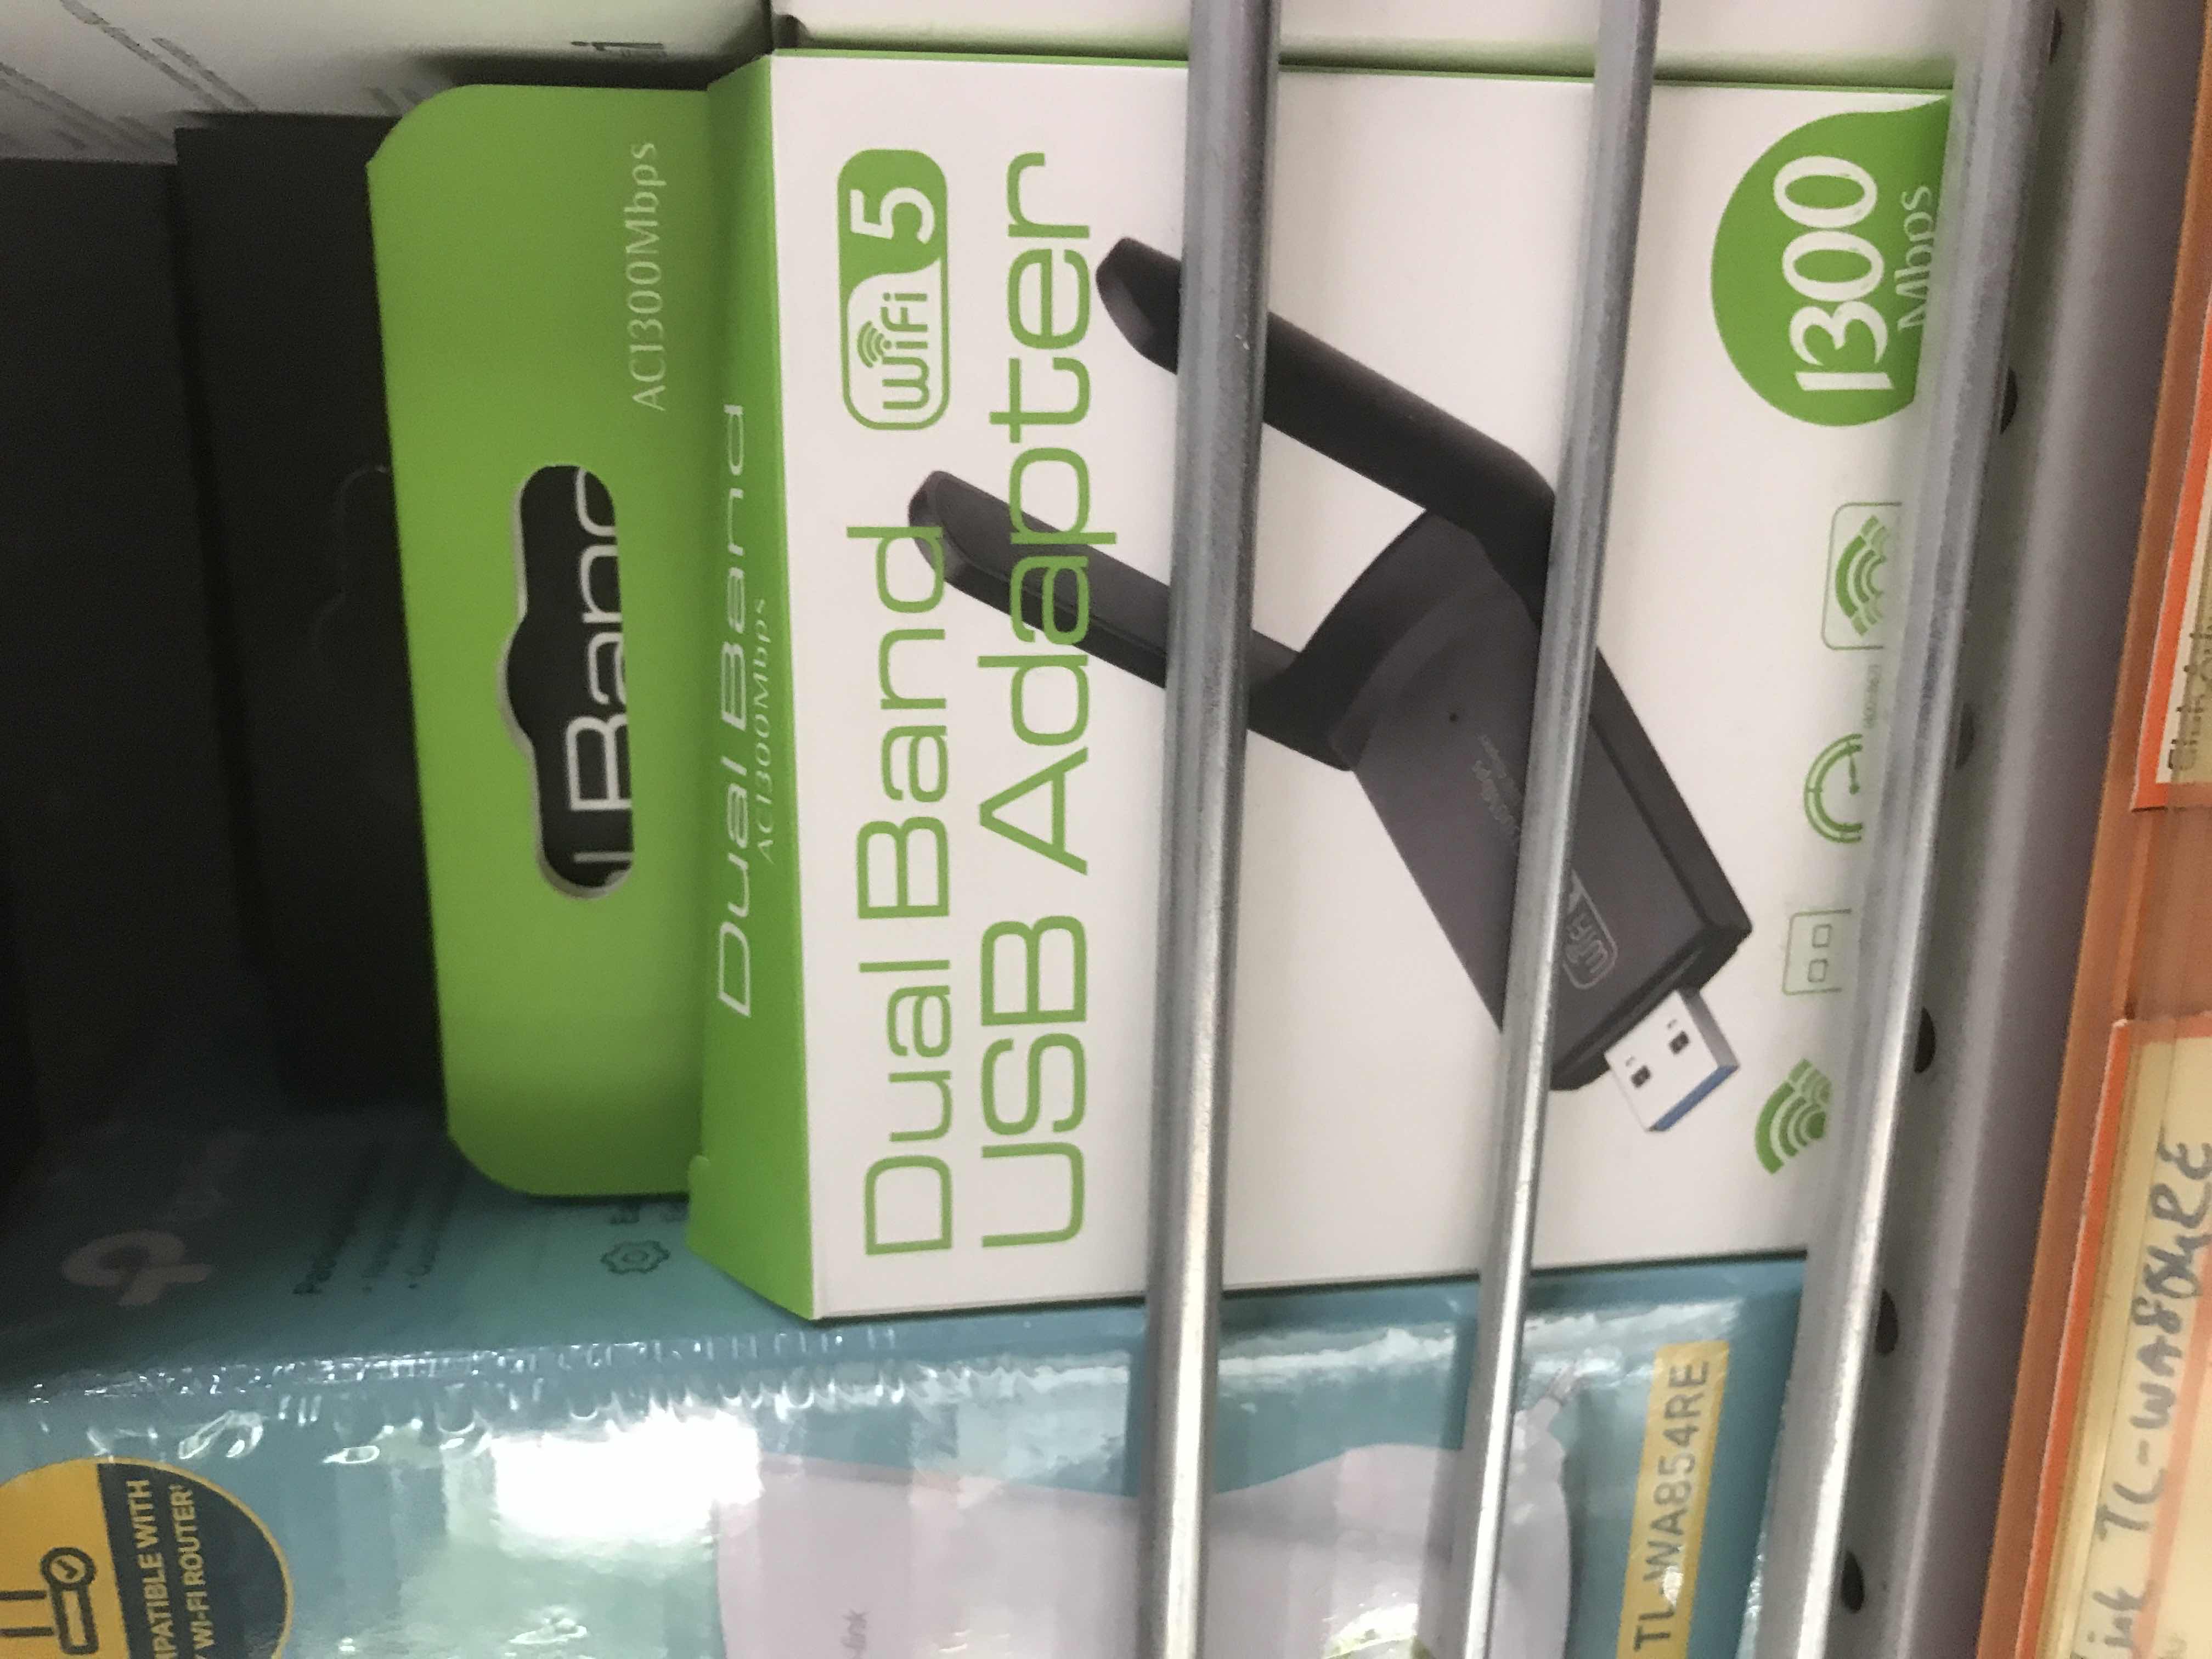 AC1300Mbps
l Band
Dual Band
AC1300Mbps
WiFi 5
Dual Band
USB Adapter
1300
Mbps
WiFi
COMPATIBLE WITH
WI-FI ROUTER
TL-WA854RE
TL-WA854RE